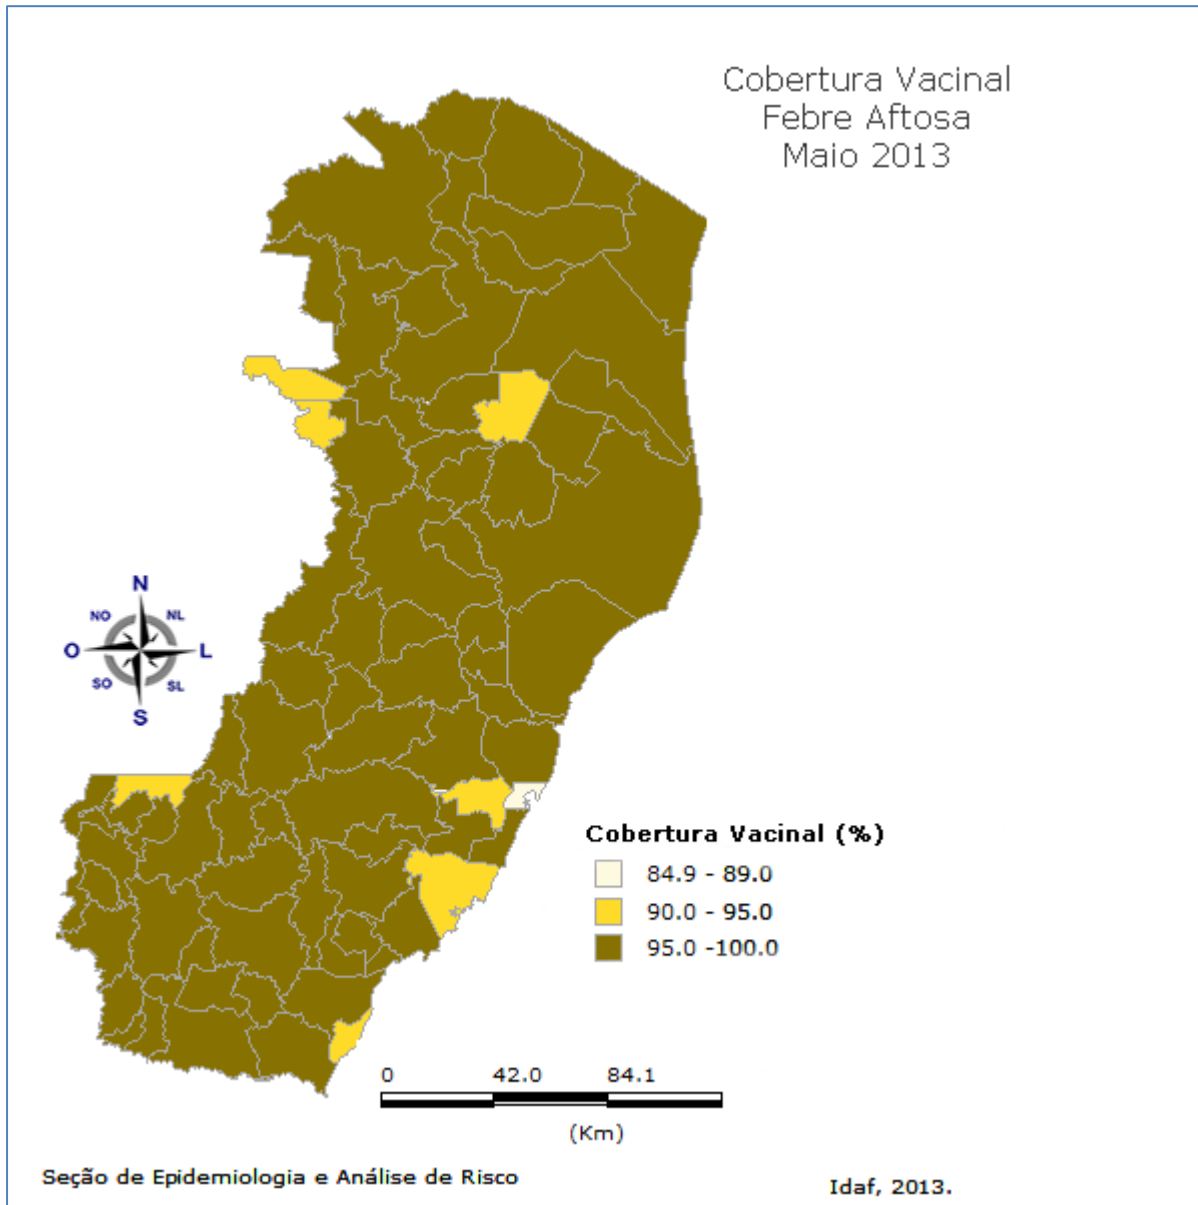 Cobertura Vacinal
Febre Aftosa
Maio 2013
N
NO
NL
O
L
SO
SL
S
Cobertura Vacinal (%)
84.9 - 89.0
90.0 - 95.0
95.0 -100.0
0 42.0 84.1
(Km)
Seção de Epidemiologia e Análise de Risco
Idaf, 2013.